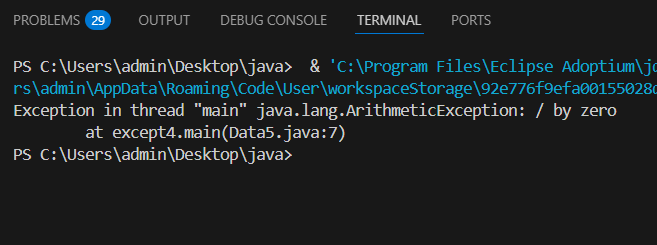 PROBLEMS 29 OUTPUT DEBUG CONSOLE TERMINAL PORTS
PS C:\Users\admin\Desktop\java>  & 'C:\Program Files\Eclipse Adoptium\jd
rs\admin\AppData\Roaming\Code\User\workspaceStorage\92e776f9efa00155028d
Exception in thread "main" java.lang.ArithmeticException: / by zero
        at except4.main(Data5.java:7)
PS C:\Users\admin\Desktop\java>